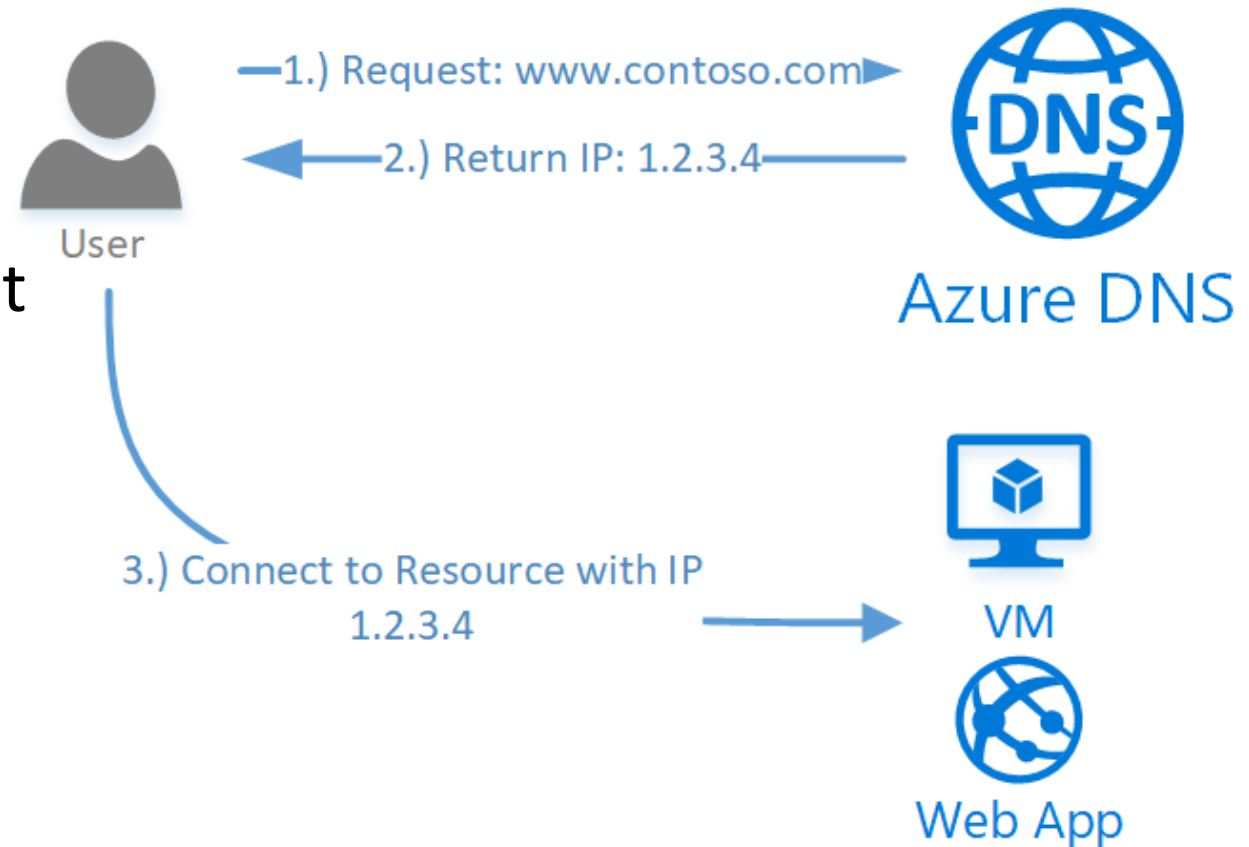 1.) Request: www.contoso.com
DNS
2.) Return IP: 1.2.3.4
User
t
Azure DNS
3.) Connect to Resource with IP
1.2.3.4
VM
Web App